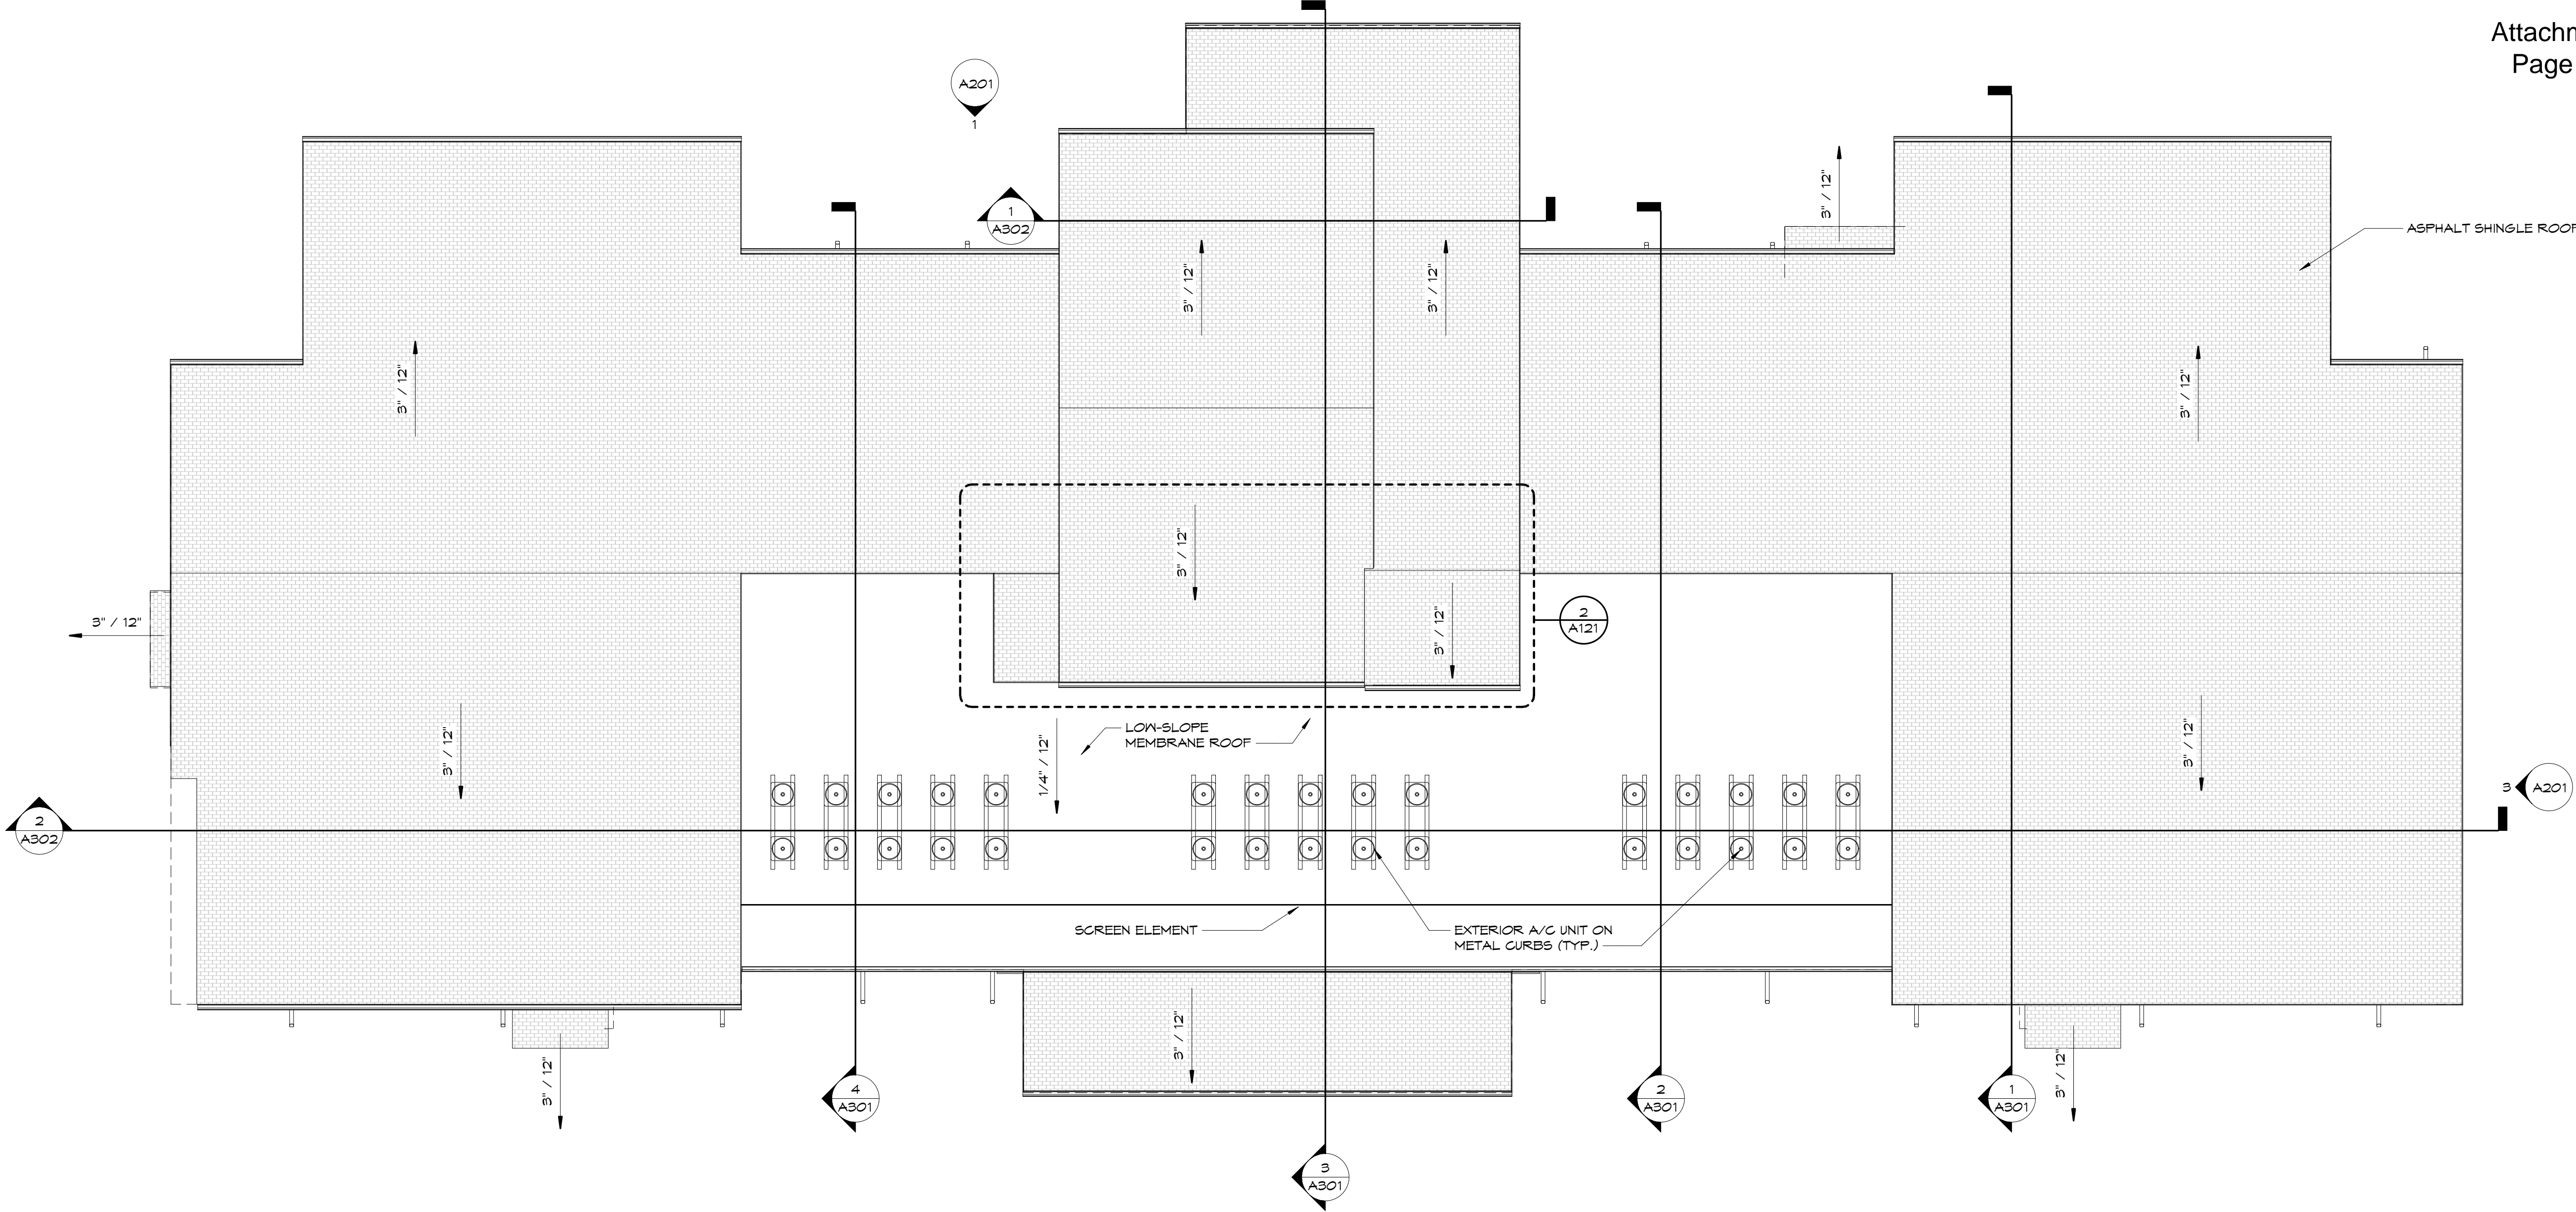 Attachm
Page
A201
1
1
A302
3" / 12"
ASPHALT SHINGLE ROOF
3" / 12"
3" / 12"
3" / 12"
3" / 12"
3" / 12"
3" / 12"
3" / 12"
2
A121
3" / 12"
LOW-SLOPE
MEMBRANE ROOF
3" / 12"
1/4" / 12"
3" / 12"
3
A201
2
A302
SCREEN ELEMENT
EXTERIOR A/C UNIT ON
METAL CURBS (TYP.)
3" / 12"
3" / 12"
3" / 12"
4
A301
2
A301
1
A301
3
A301